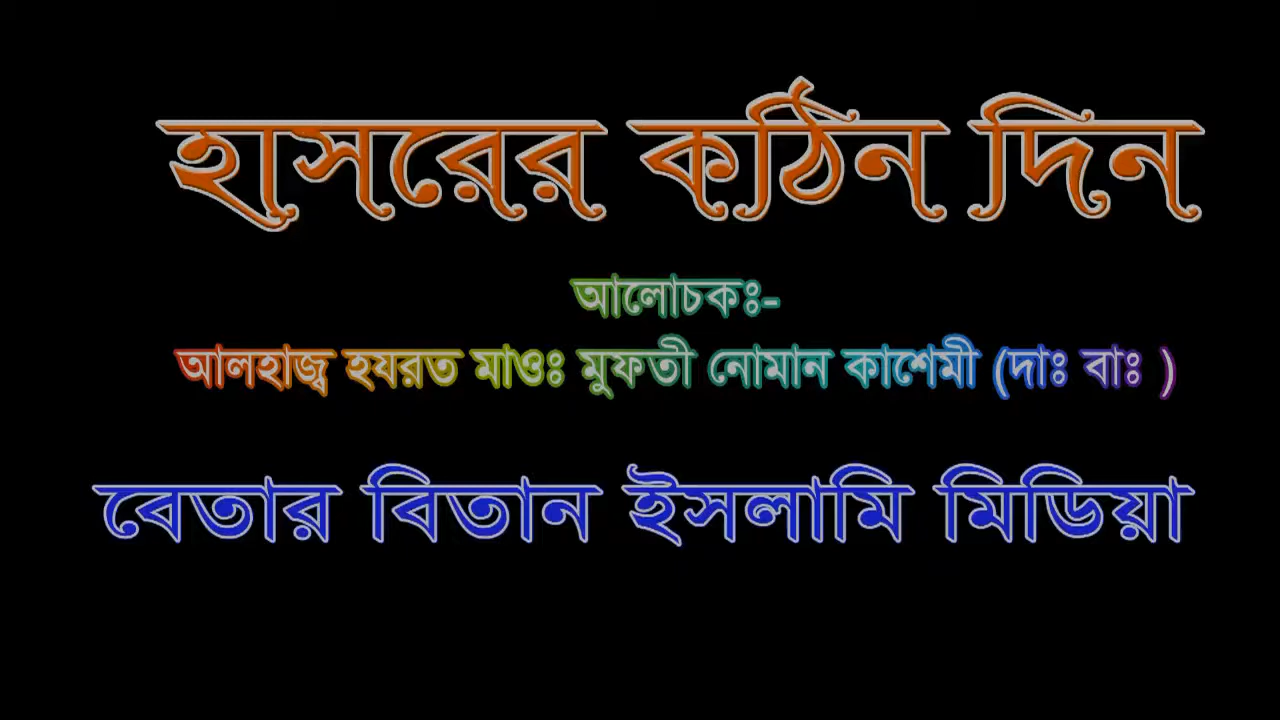 হাসরের কঠিন দিন
আলোচকঃ-
আলহাজ্ব হযরত মাওঃ মুফতী নোমান কাশেমী (দাঃ বাঃ )
বেতার বিতান ইসলামি মিডিয়া